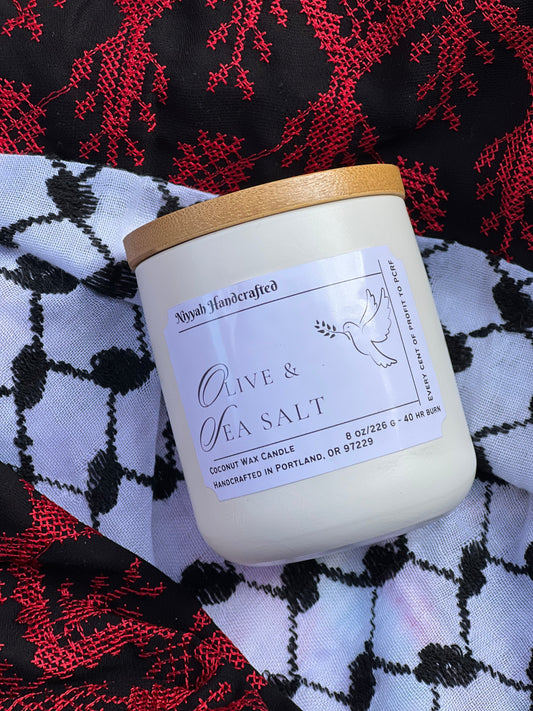 Niyyah Handcrafted
Olive &
Sea Salt
Coconut Wax Candle
8 oz/226 g - 40 hr burn
Handcrafted in Portland, OR 97229
Every cent of profit to PCRF